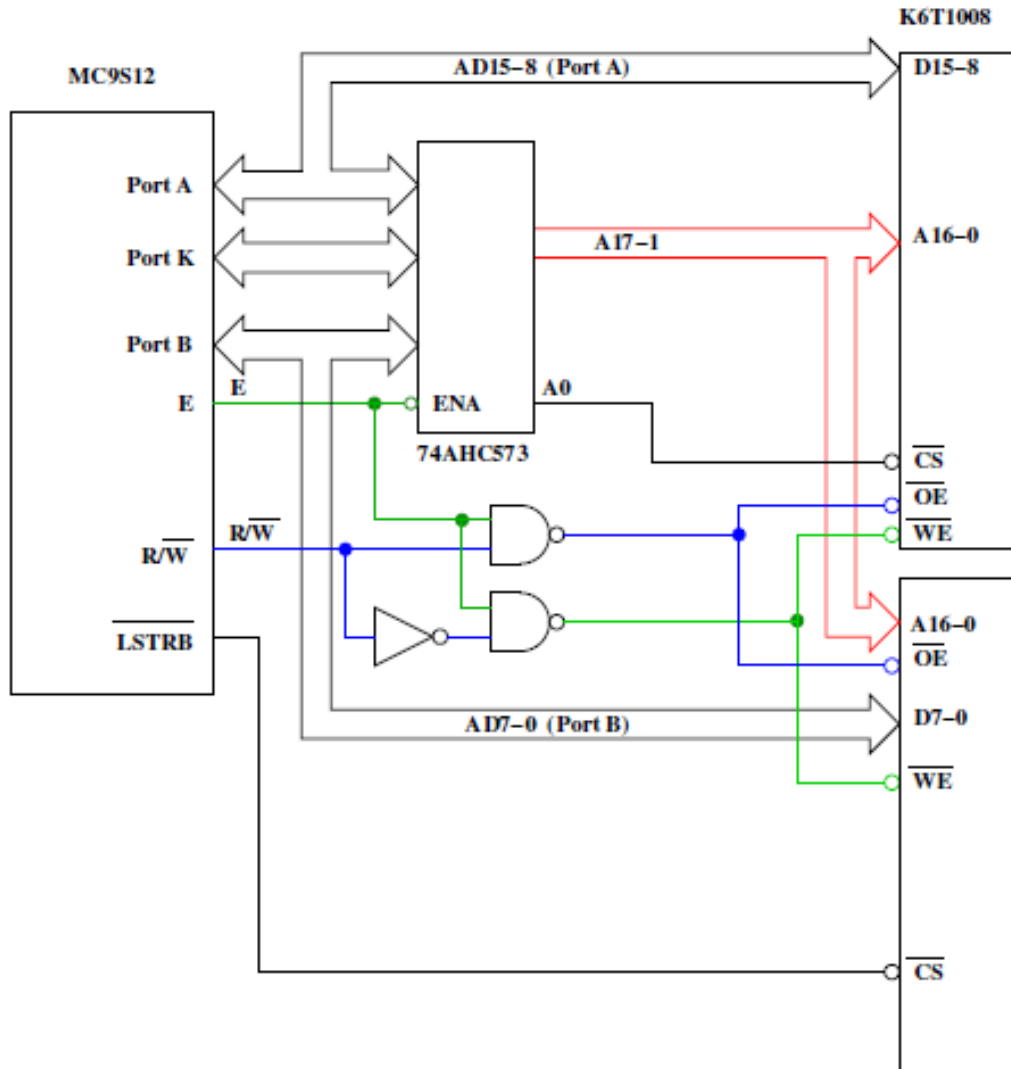 K6T1008
MC9S12
AD15-8 (Port A)
D15-8
Port A
A17-1
A16-0
Port K
Port B
E
E
ENA
A0
74AHC573
CS
OE
R/W
R/W
WE
LSTRB
A16-0
OE
AD7-0 (Port B)
D7-0
WE
CS